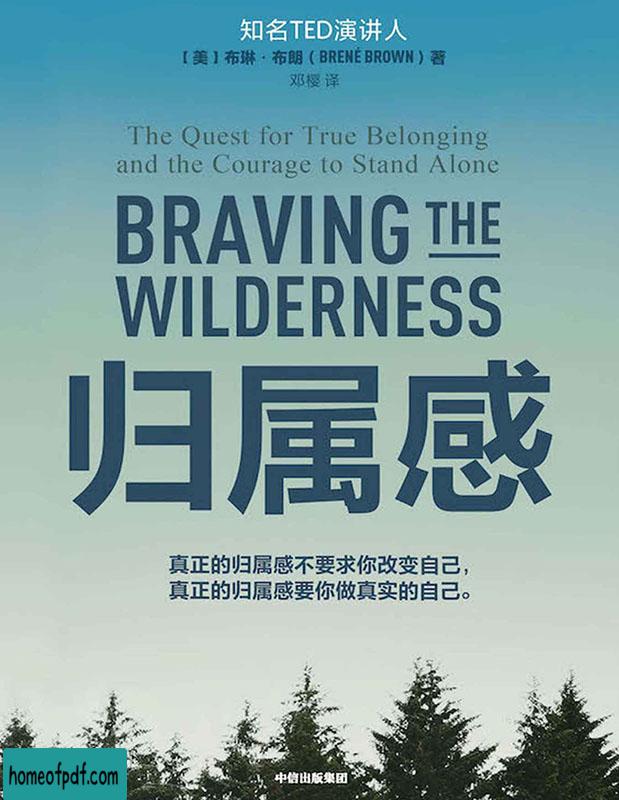 知名TED演讲人
【美】布琳·布朗（BRENÉ BROWN）著
邓樱 译
The Quest for True Belonging
and the Courage to Stand Alone
BRAVING THE
WILDERNESS
归属感
真正的归属感不要求你改变自己，
真正的归属感要你做真实的自己。
homeofpdf.com
中信出版集团